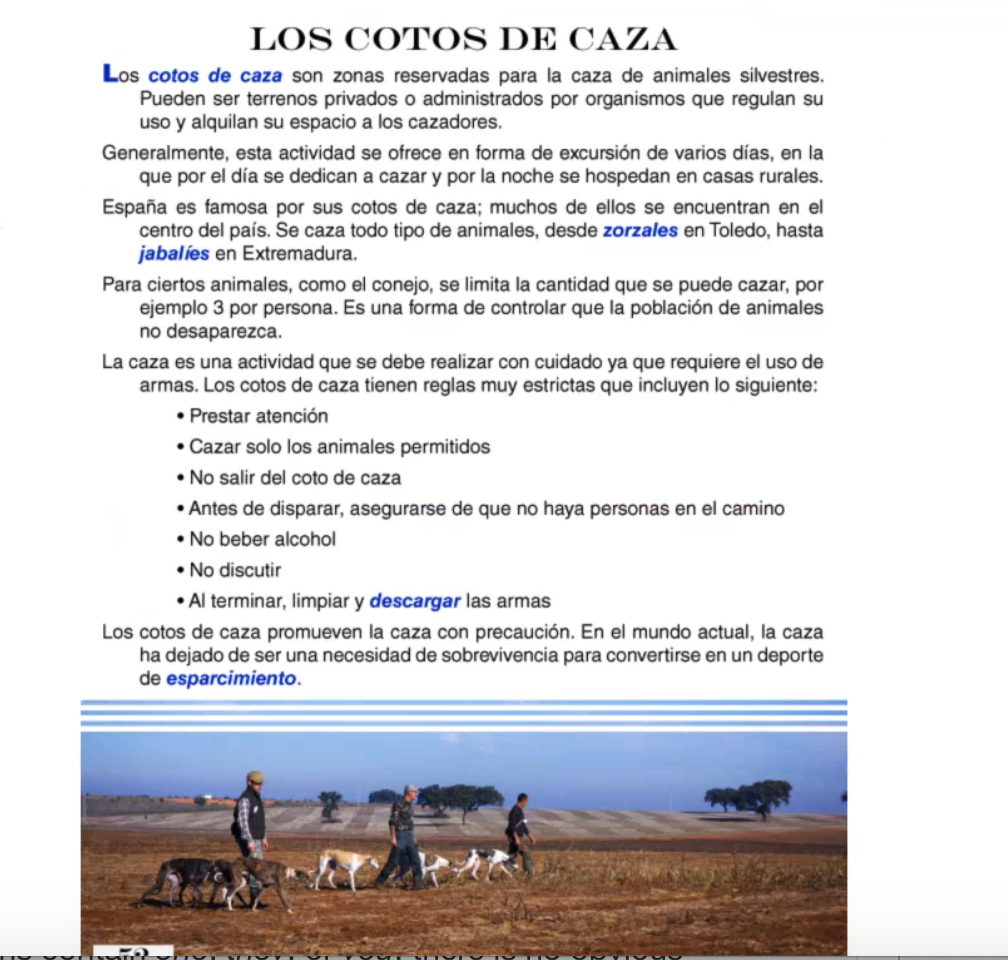 LOS COTOS DE CAZA
Los cotos de caza son zonas reservadas para la caza de animales silvestres.
Pueden ser terrenos privados o administrados por organismos que regulan su
uso y alquilan su espacio a los cazadores.
Generalmente, esta actividad se ofrece en forma de excursión de varios días, en la
que por el día se dedican a cazar y por la noche se hospedan en casas rurales.
España es famosa por sus cotos de caza; muchos de ellos se encuentran en el
centro del país. Se caza todo tipo de animales, desde zorzales en Toledo, hasta
jabalíes en Extremadura.
Para ciertos animales, como el conejo, se limita la cantidad que se puede cazar, por
ejemplo 3 por persona. Es una forma de controlar que la población de animales
no desaparezca.
La caza es una actividad que se debe realizar con cuidado ya que requiere el uso de
armas. Los cotos de caza tienen reglas muy estrictas que incluyen lo siguiente:
• Prestar atención
• Cazar solo los animales permitidos
• No salir del coto de caza
• Antes de disparar, asegurarse de que no haya personas en el camino
• No beber alcohol
• No discutir
• Al terminar, limpiar y descargar las armas
Los cotos de caza promueven la caza con precaución. En el mundo actual, la caza
ha dejado de ser una necesidad de sobrevivencia para convertirse en un deporte
de esparcimiento.